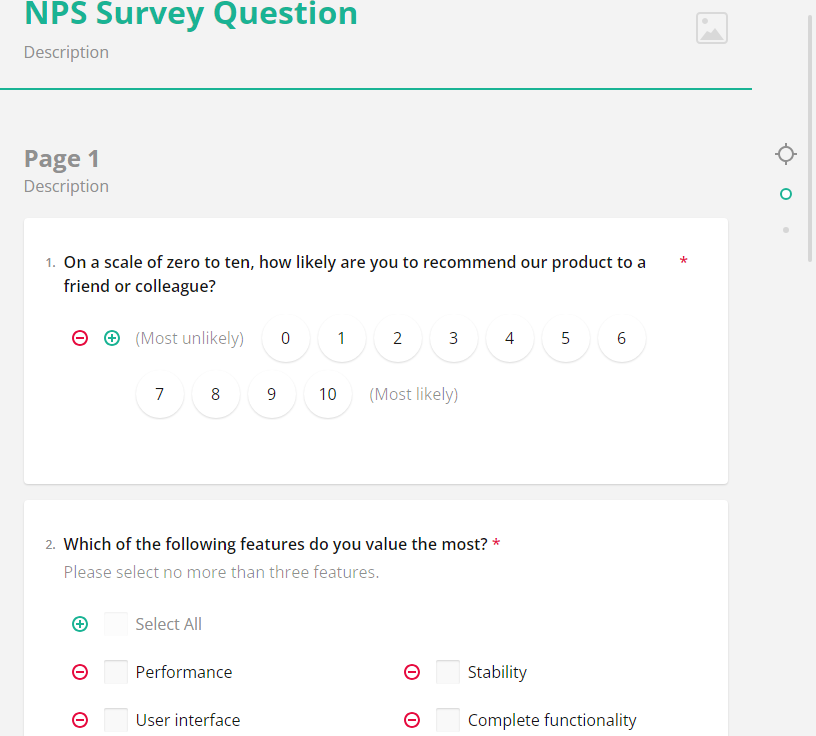 NPS Survey Question
Description
Page 1
Description
1. On a scale of zero to ten, how likely are you to recommend our product to a *
friend or colleague?
(Most unlikely) 0 1 2 3 4 5 6
7 8 9 10 (Most likely)
2. Which of the following features do you value the most? *
Please select no more than three features.
Select All
Performance Stability
User interface Complete functionality